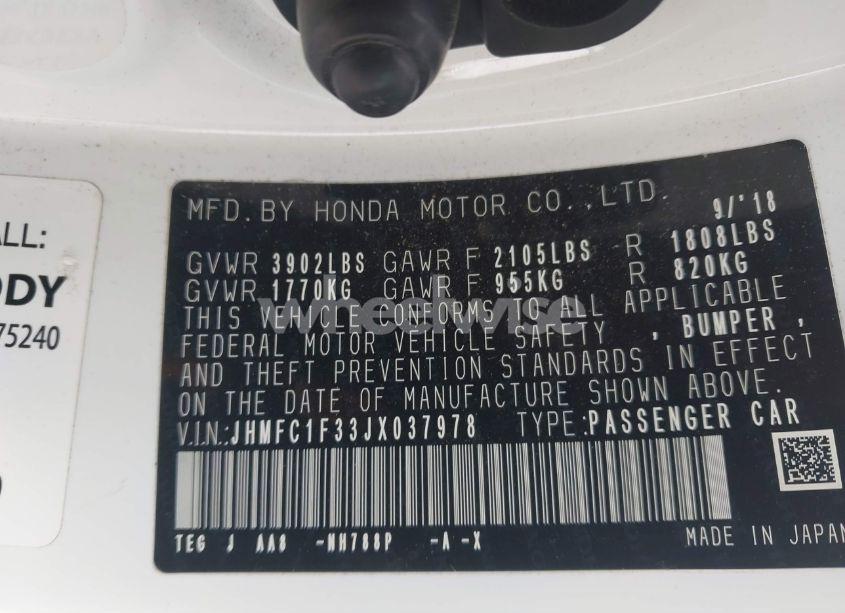 ALL:
DDY
75240
MFD. BY HONDA MOTOR CO.,LTD. 9/'18
GVWR 3902LBS GAWR F 2105LBS R 1808LBS
GVWR 1770KG GAWR F 955KG R 820KG
THIS VEHICLE CONFORMS TO ALL APPLICABLE
FEDERAL MOTOR VEHICLE SAFETY , BUMPER ,
AND THEFT PREVENTION STANDARDS IN EFFECT
ON THE DATE OF MANUFACTURE SHOWN ABOVE.
V.I.N.:JHMFC1F33JX037978 TYPE:PASSENGER CAR
TEG J AA8 -NH788P -A -X
MADE IN JAPAN
wheelwise